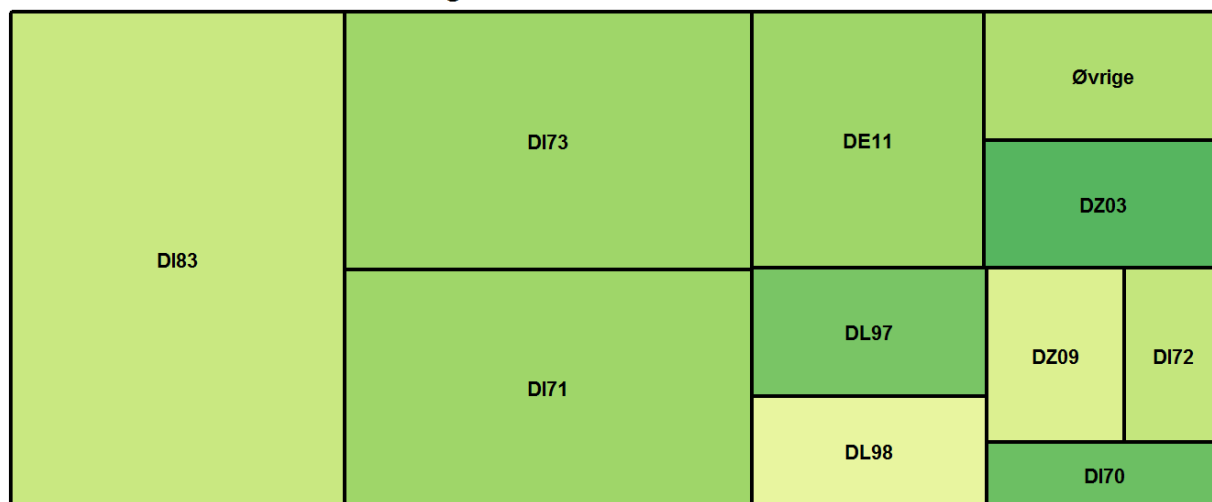 DI83
DI73
DI71
DE11
DL97
DL98
Øvrige
DZ03
DZ09
DI72
DI70